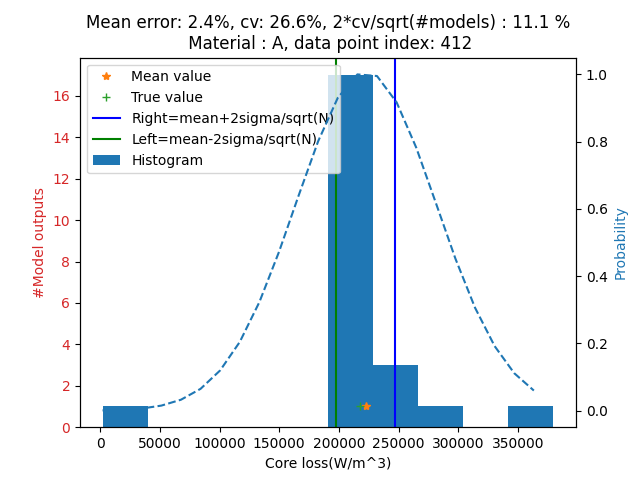 Mean error: 2.4%, cv: 26.6%, 2*cv/sqrt(#models) : 11.1 %
Material : A, data point index: 412
Mean value
True value
Right=mean+2sigma/sqrt(N)
Left=mean-2sigma/sqrt(N)
Histogram
#Model outputs
16
14
12
10
8
6
4
2
0
1.0
0.8
0.6
0.4
0.2
0.0
Probability
0 50000 100000 150000 200000 250000 300000 350000
Core loss(W/m^3)